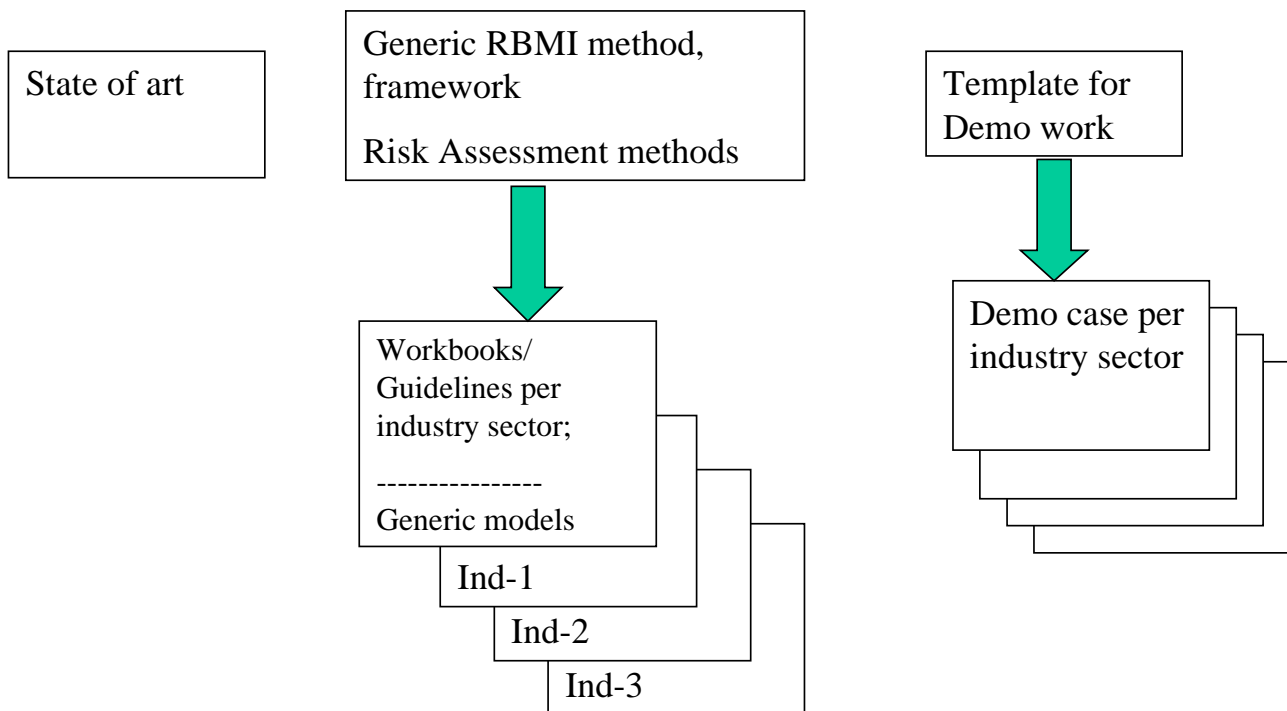 State of art
Generic RBMI method,
framework
Risk Assessment methods
Template for
Demo work
Workbooks/
Guidelines per
industry sector;
----------------
Generic models
Ind-1
Ind-2
Ind-3
Demo case per
industry sector